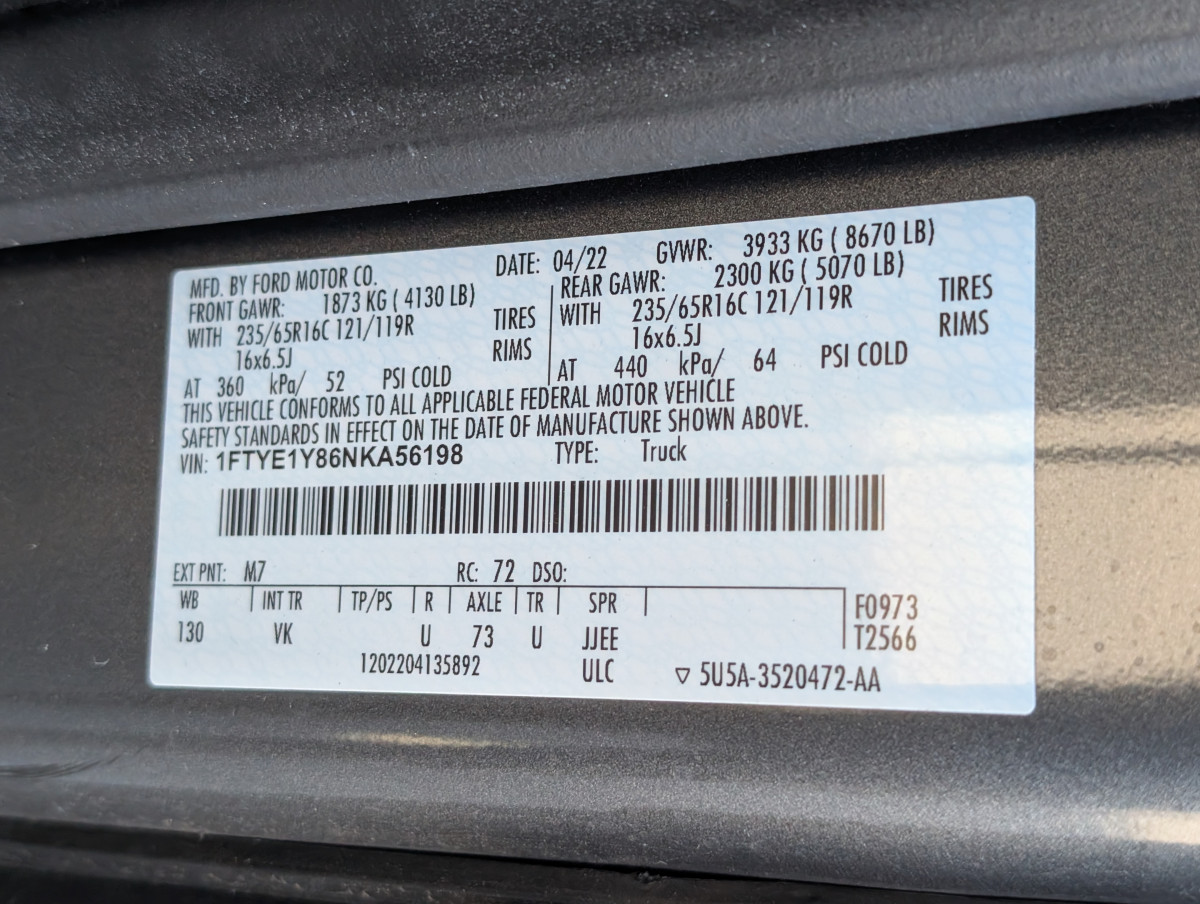 MFD. BY FORD MOTOR CO. DATE: 04/22 GVWR: 3933 KG ( 8670 LB)
FRONT GAWR: 1873 KG ( 4130 LB) REAR GAWR: 2300 KG ( 5070 LB)
WITH 235/65R16C 121/119R TIRES WITH 235/65R16C 121/119R TIRES
16x6.5J RIMS 16x6.5J RIMS
AT 360 kPa/ 52 PSI COLD AT 440 kPa/ 64 PSI COLD
THIS VEHICLE CONFORMS TO ALL APPLICABLE FEDERAL MOTOR VEHICLE
SAFETY STANDARDS IN EFFECT ON THE DATE OF MANUFACTURE SHOWN ABOVE.
VIN: 1FTYE1Y86NKA56198 TYPE: Truck
EXT PNT: M7 RC: 72 DSO:
WB INT TR TP/PS R AXLE TR SPR F0973
130 VK U 73 U JJEE T2566
1202204135892 ULC ▽ 5U5A-3520472-AA